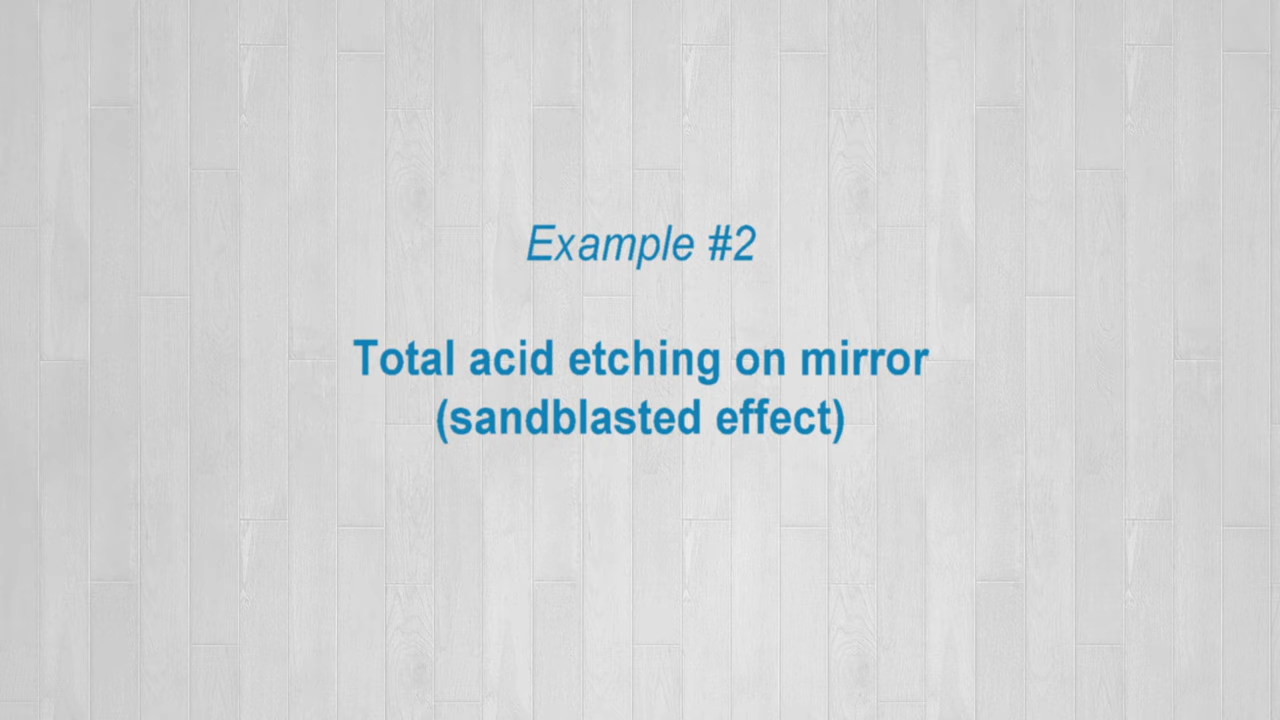 Example #2
Total acid etching on mirror
(sandblasted effect)